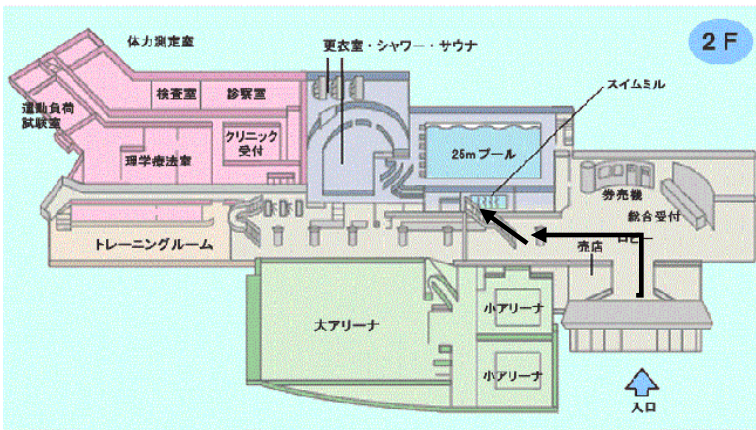 2F
体力測定室
更衣室・シャワー・サウナ
スイムミル
検査室
診察室
運動負荷
試験室
クリニック
受付
理学療法室
25mプール
券売機
総合受付
ロビー
売店
トレーニングルーム
大アリーナ
小アリーナ
小アリーナ
入口